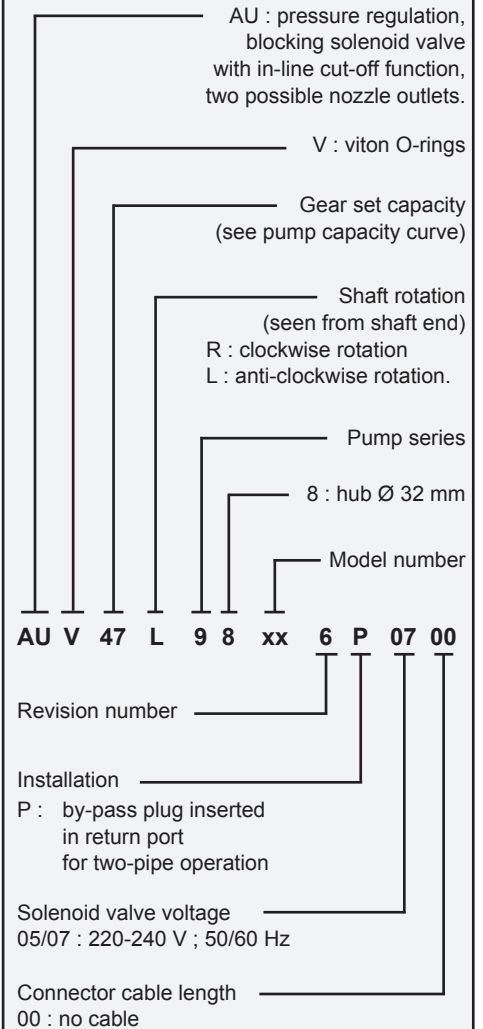 AU : pressure regulation,
blocking solenoid valve
with in-line cut-off function,
two possible nozzle outlets.
V : viton O-rings
Gear set capacity
(see pump capacity curve)
Shaft rotation
(seen from shaft end)
R : clockwise rotation
L : anti-clockwise rotation.
Pump series
8 : hub Ø 32 mm
Model number
AU V 47 L 9 8 xx 6 P 07 00
Revision number
Installation
P : by-pass plug inserted
in return port
for two-pipe operation
Solenoid valve voltage
05/07 : 220-240 V ; 50/60 Hz
Connector cable length
00 : no cable